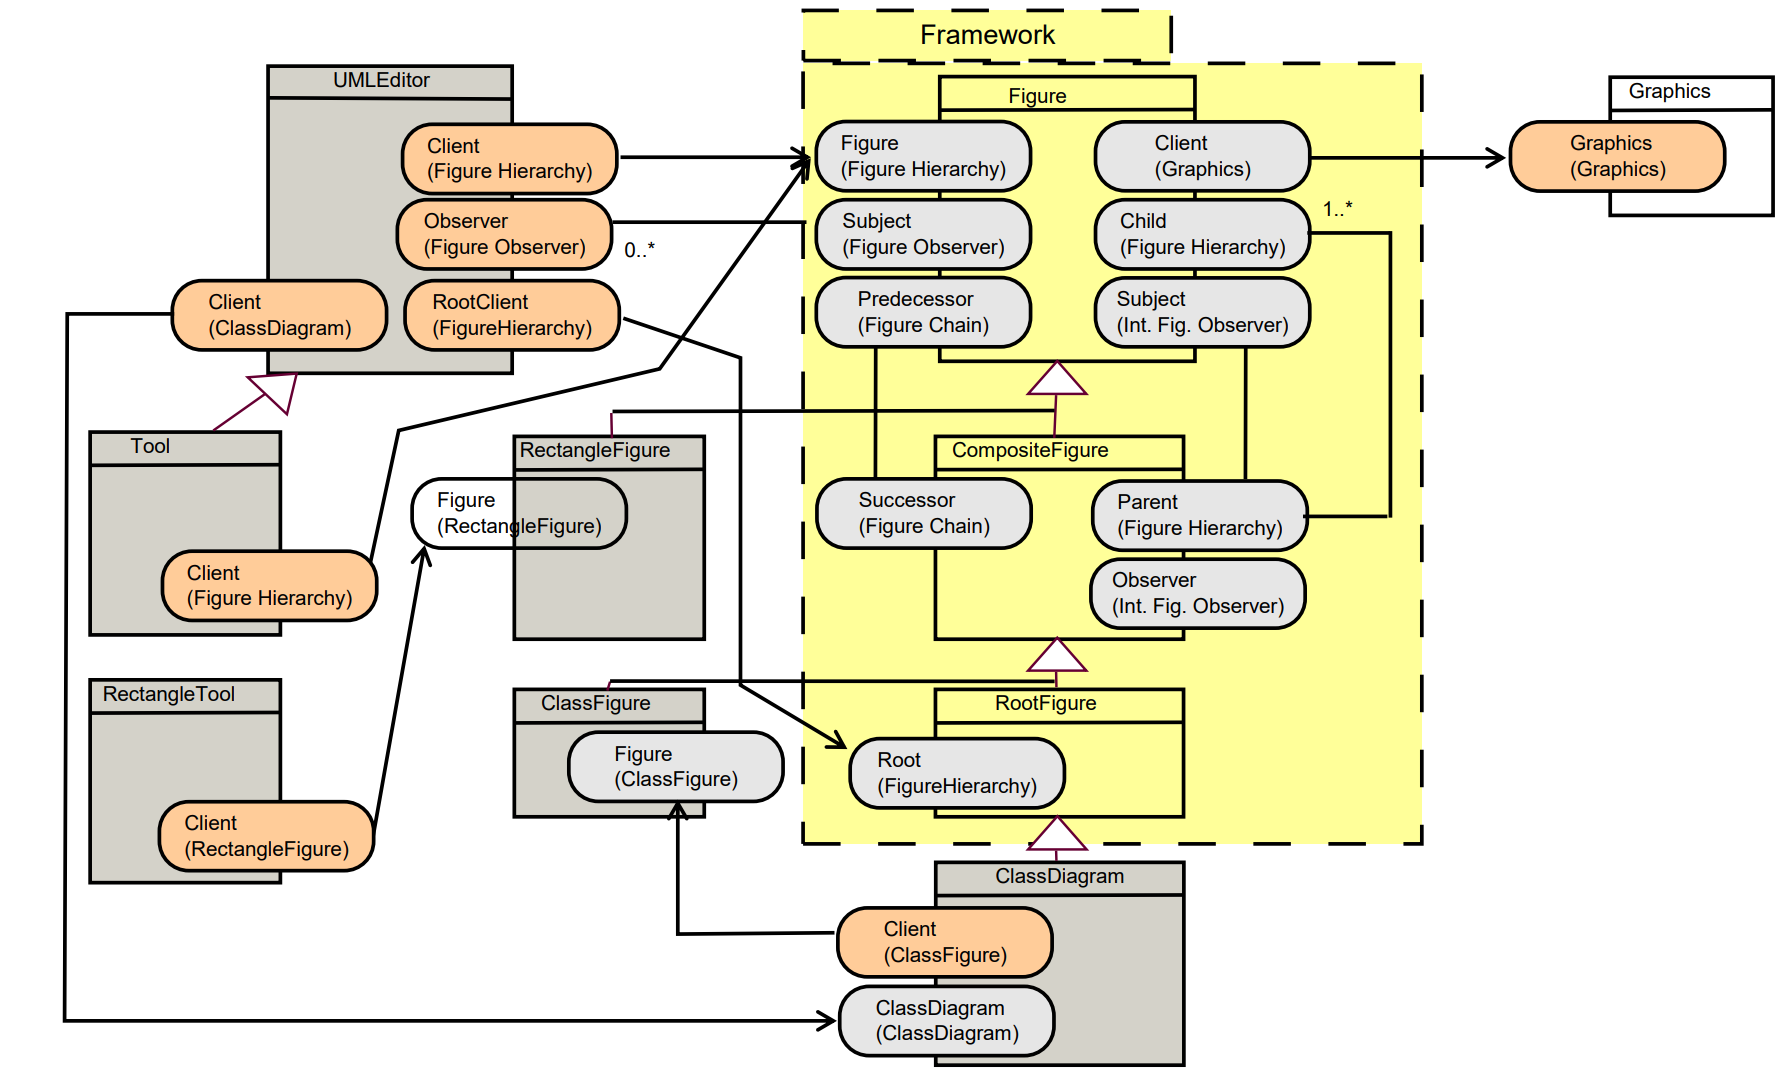 Framework
UMLEditor
Client
(Figure Hierarchy)
Observer
(Figure Observer)
0..*
Client
(ClassDiagram)
RootClient
(FigureHierarchy)
Figure
Figure
(Figure Hierarchy)
Client
(Graphics)
Subject
(Figure Observer)
Child
(Figure Hierarchy)
1..*
Predecessor
(Figure Chain)
Subject
(Int. Fig. Observer)
Graphics
Graphics
(Graphics)
Tool
Client
(Figure Hierarchy)
RectangleFigure
Figure
(RectangleFigure)
CompositeFigure
Successor
(Figure Chain)
Parent
(Figure Hierarchy)
Observer
(Int. Fig. Observer)
RectangleTool
Client
(RectangleFigure)
ClassFigure
Figure
(ClassFigure)
RootFigure
Root
(FigureHierarchy)
ClassDiagram
Client
(ClassFigure)
ClassDiagram
(ClassDiagram)